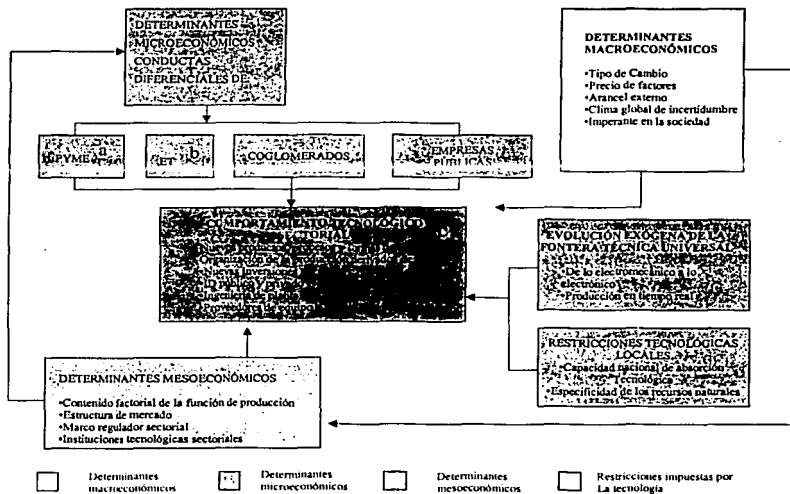 DETERMINANTES
MICROECONÓMICOS
CONDUCTAS
DIFERENCIALES DE
DETERMINANTES
MACROECONÓMICOS
•Tipo de Cambio
•Precio de factores
•Arancel externo
•Clima global de incertidumbre
•Imperante en la sociedad
PYME a
ET b
COGLOMERADOS
EMPRESAS
PÚBLICAS
COMPORTAMIENTO TECNOLÓGICO
SECTORIAL
Organización de la
Nuevas Inversiones
ID público y
Ingeniería de
Proveedores de
EVOLUCIÓN EXÓGENA DE LA
FONTERA TÉCNICA UNIVERSAL
•De lo electromecánico a lo
electrónico
•Producción en tiempo real
RESTRICCIONES TECNOLÓGICAS
LOCALES
•Capacidad nacional de absorción
Tecnológica
•Especificidad de los recursos naturales
DETERMINANTES MESOECONÓMICOS
•Contenido factorial de la función de producción
•Estructura de mercado
•Marco regulador sectorial
•Instituciones tecnológicas sectoriales
Determinantes
macroeconómicos
Determinantes
microeconómicos
Determinantes
mesoeconómicos
Restricciones impuestas por
La tecnología